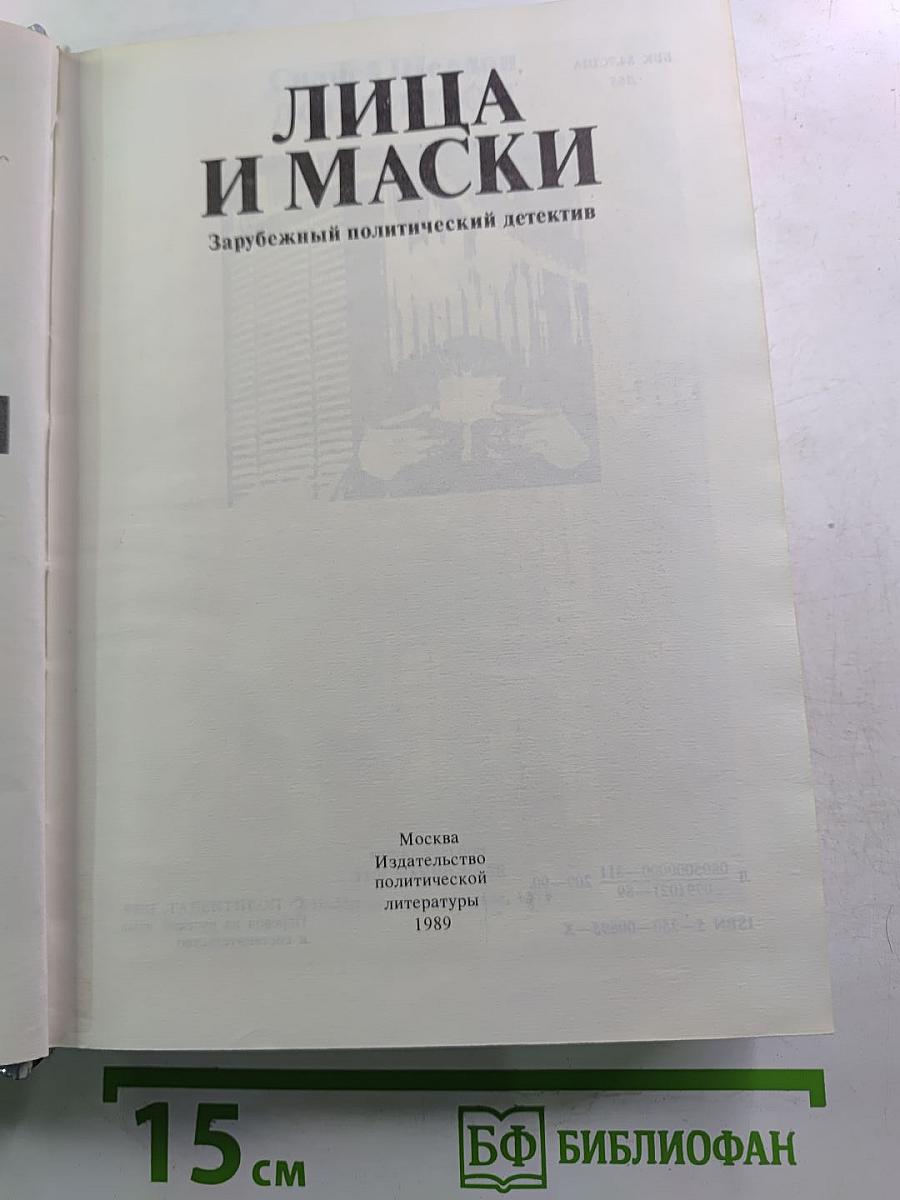 ЛИЦА
И МАСКИ
Зарубежный политический детектив
Москва
Издательство
политической
литературы
1989
15 см
БФ БИБЛИОФАН